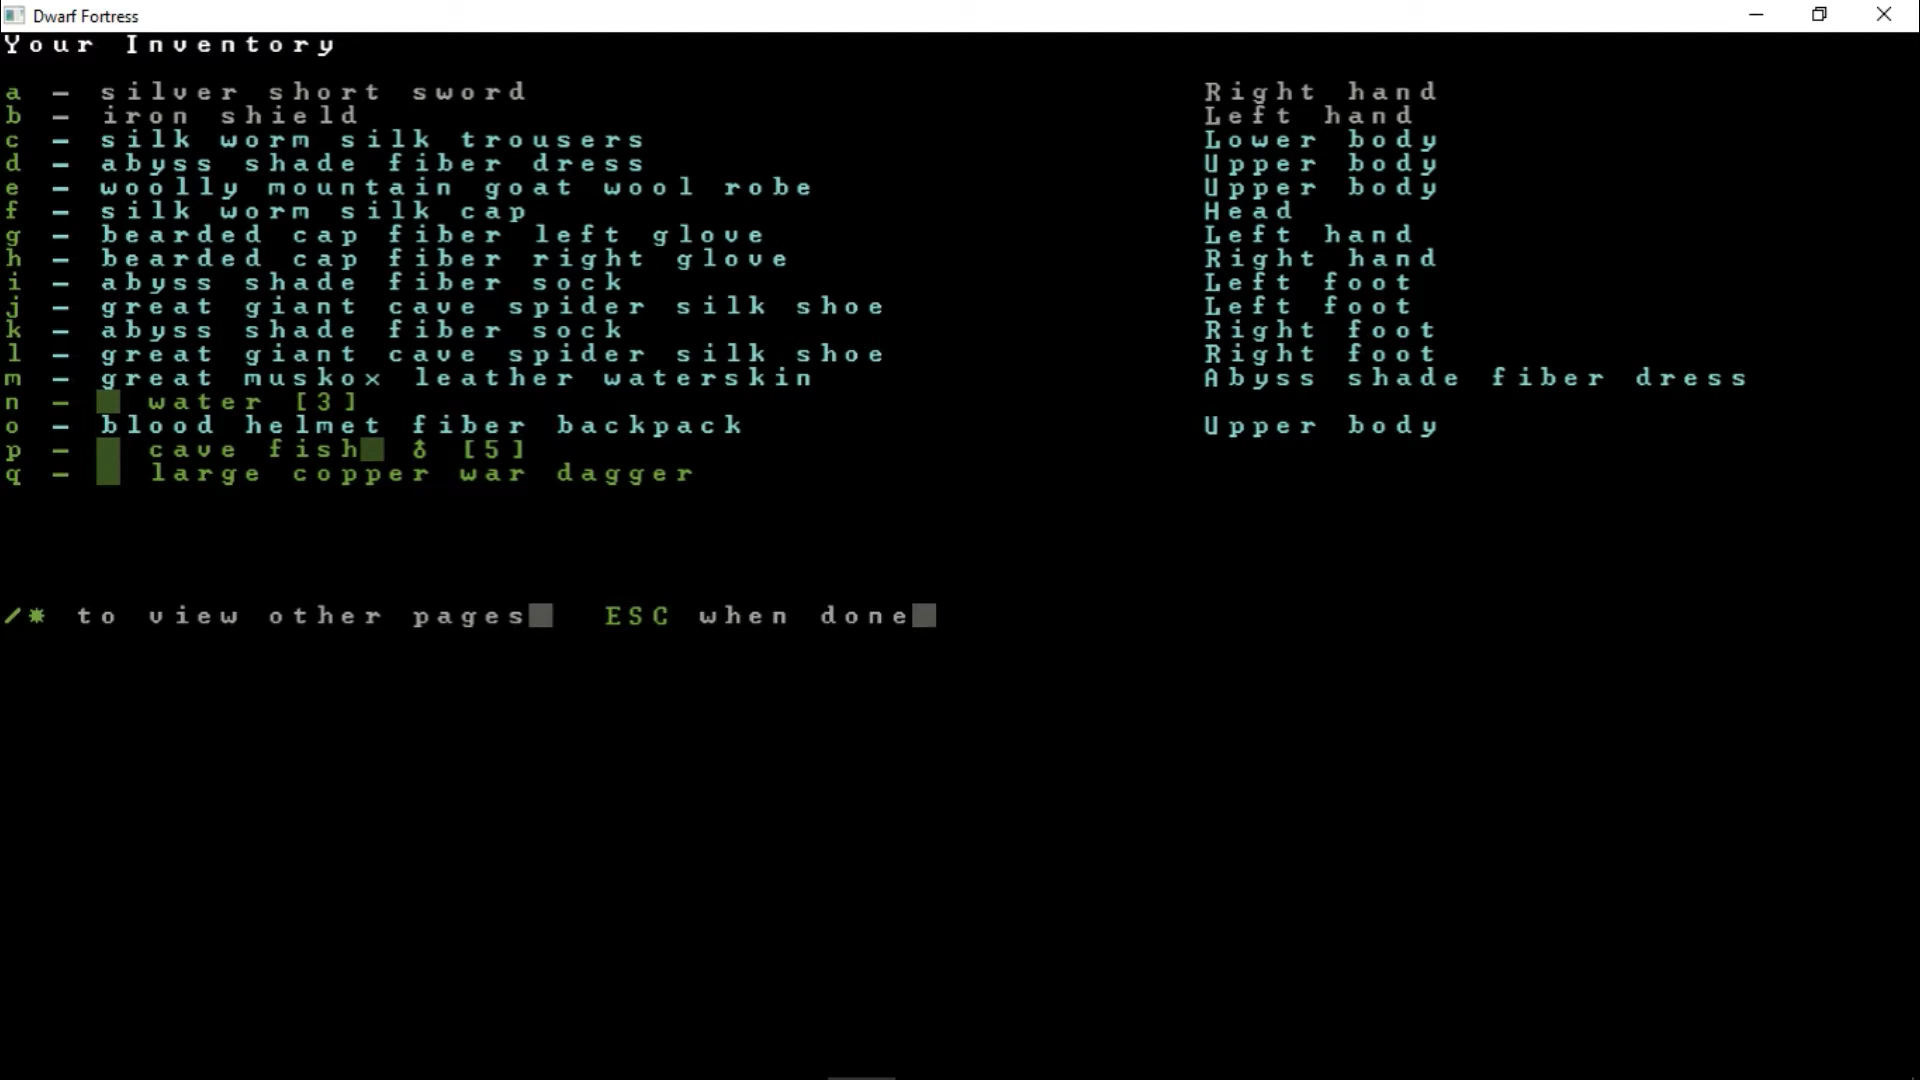 Dwarf Fortress
Your Inventory
a - silver short sword Right hand
b - iron shield Left hand
c - silk worm silk trousers Lower body
d - abyss shade fiber dress Upper body
e - woolly mountain goat wool robe Upper body
f - silk worm silk cap Head
g - bearded cap fiber left glove Left hand
h - bearded cap fiber right glove Right hand
i - abyss shade fiber sock Left foot
j - great giant cave spider silk shoe Left foot
k - abyss shade fiber sock Right foot
l - great giant cave spider silk shoe Right foot
m - great muskox leather waterskin Abyss shade fiber dress
n - water [3]
o - blood helmet fiber backpack Upper body
p - cave fish ♂ [5]
q - large copper war dagger
/* to view other pages ESC when done